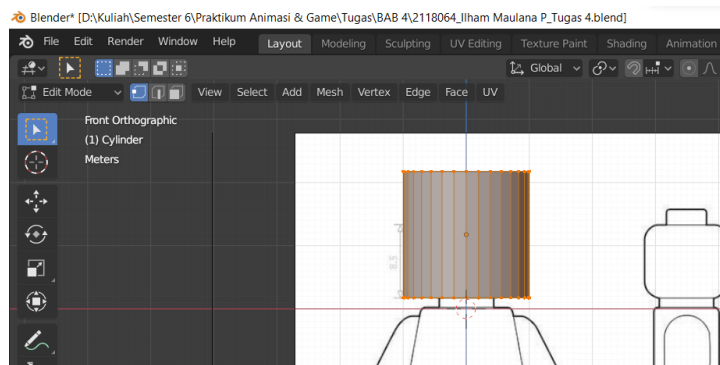 Blender* [D:\Kuliah\Semester 6\Praktikum Animasi & Game\Tugas\BAB 4\2118064_Ilham Maulana P_Tugas 4.blend]
File Edit Render Window Help Layout Modeling Sculpting UV Editing Texture Paint Shading Animation
Global
Edit Mode View Select Add Mesh Vertex Edge Face UV
Front Orthographic
(1) Cylinder
Meters
8.5